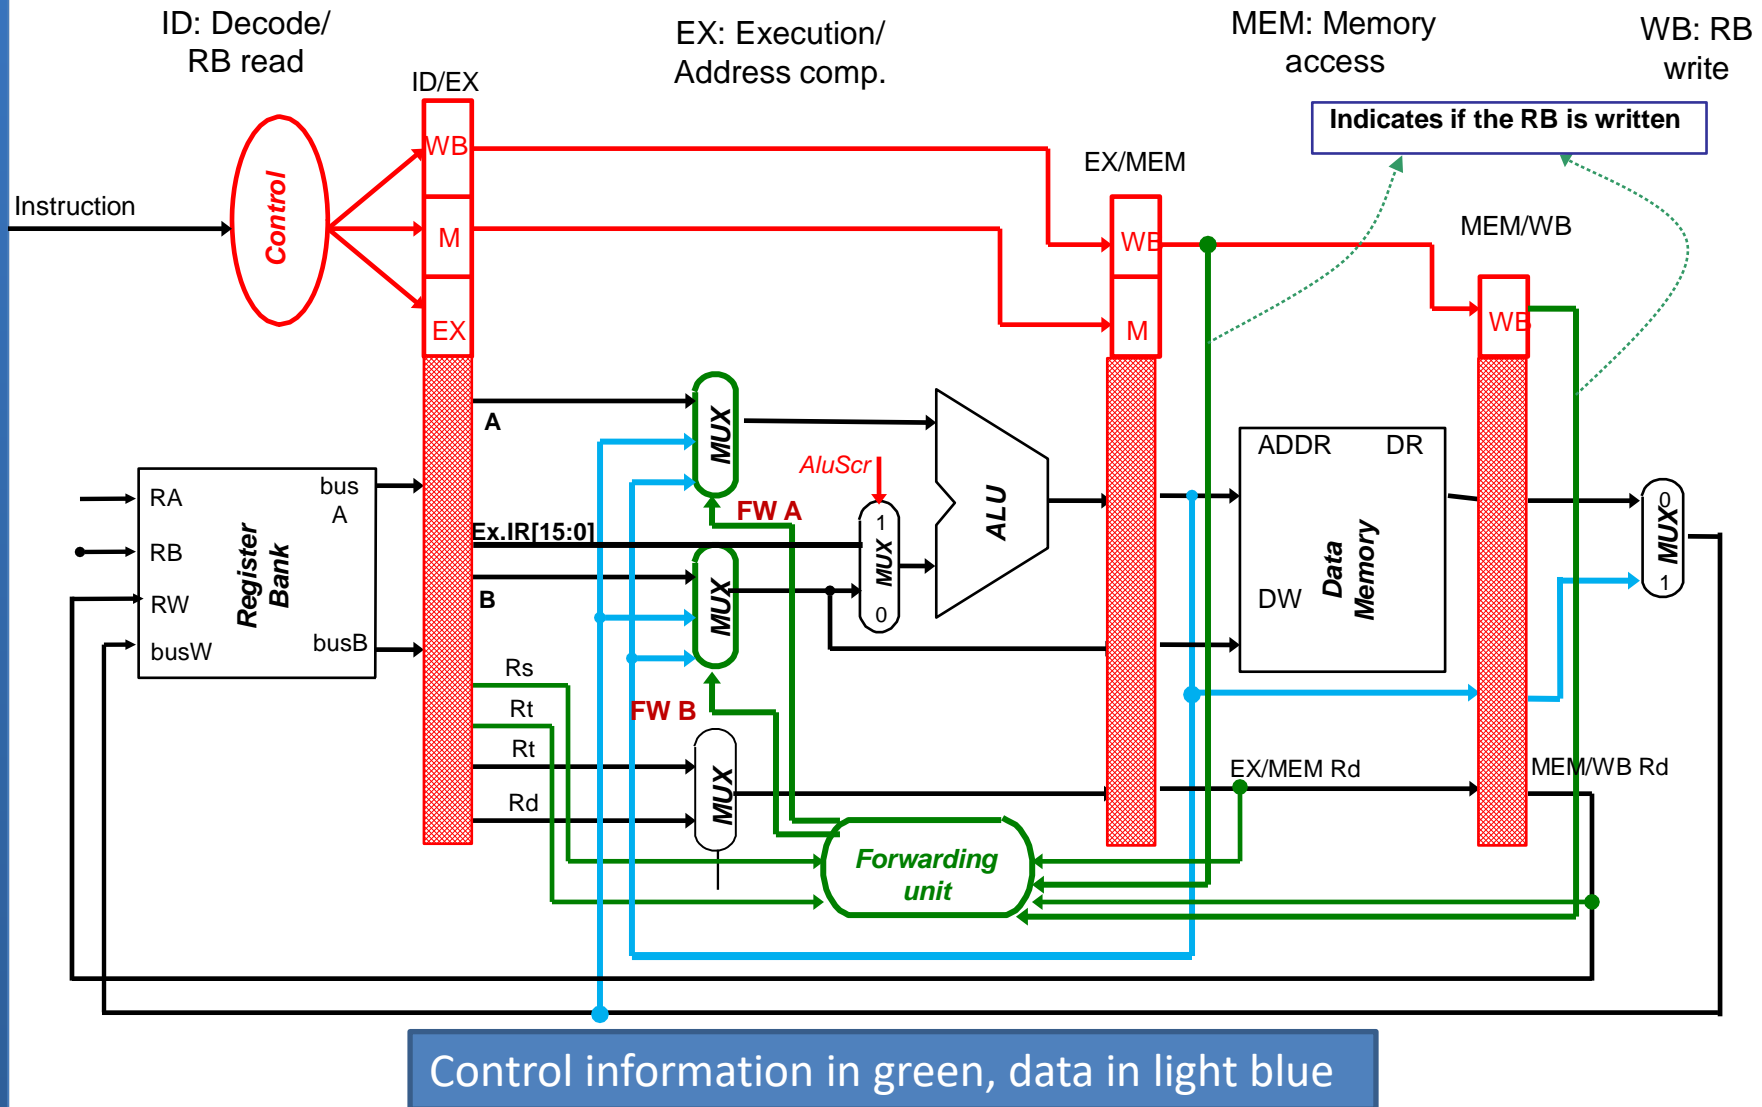 ID: Decode/
RB read
EX: Execution/
Address comp.
MEM: Memory
access
WB: RB
write
ID/EX
Indicates if the RB is written
WB
EX/MEM
Instruction
Control
M
WB
MEM/WB
EX
M
WB
A
MUX
AluScr
ADDR
DR
RA
bus
A
FW A
1
ALU
0
Ex.IR[15:0]
MUX
MUX
RB
Register
Bank
B
MUX
Data
Memory
1
RW
0
DW
busW
busB
Rs
Rt
FW B
Rt
MUX
EX/MEM Rd
MEM/WB Rd
Rd
Forwarding
unit
Control information in green, data in light blue